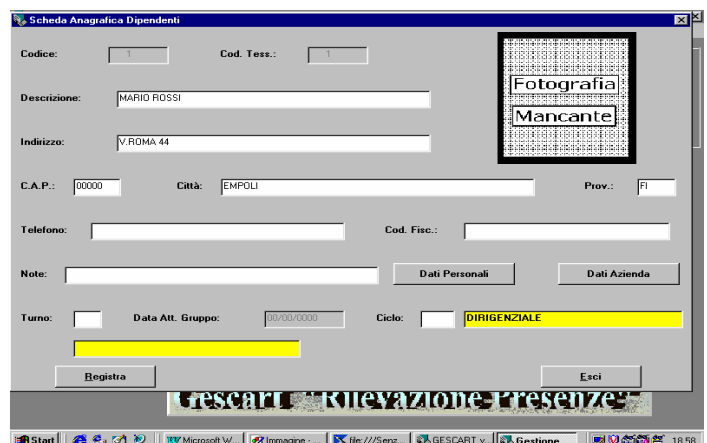 Scheda Anagrafica Dipendenti
Codice: 1 Cod. Tess.: 1
Fotografia
Mancante
Descrizione: MARIO ROSSI
Indirizzo: V.ROMA 44
C.A.P.: 00000 Città: EMPOLI Prov.: FI
Telefono: Cod. Fisc.:
Note: Dati Personali Dati Azienda
Turno: Data Att. Gruppo: 00/00/0000 Ciclo: DIRIGENZIALE
Registra Esci
Gescart "Rilevazione Presenze"
Start Microsoft W... Immagine - ... file:///Senz... GESCART v... Gestione 18.58